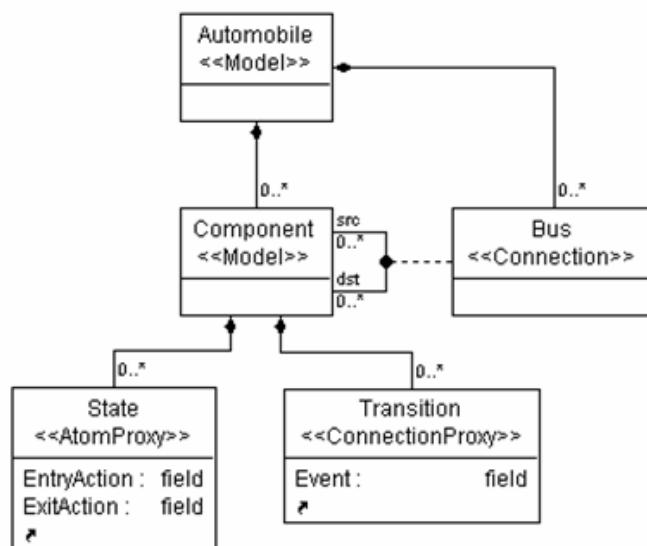 Automobile
<<Model>>
0..*
Component
<<Model>>
src
0..*
dst
0..*
0..*
Bus
<<Connection>>
0..*
State
<<AtomProxy>>
EntryAction : field
ExitAction : field
0..*
Transition
<<ConnectionProxy>>
Event : field